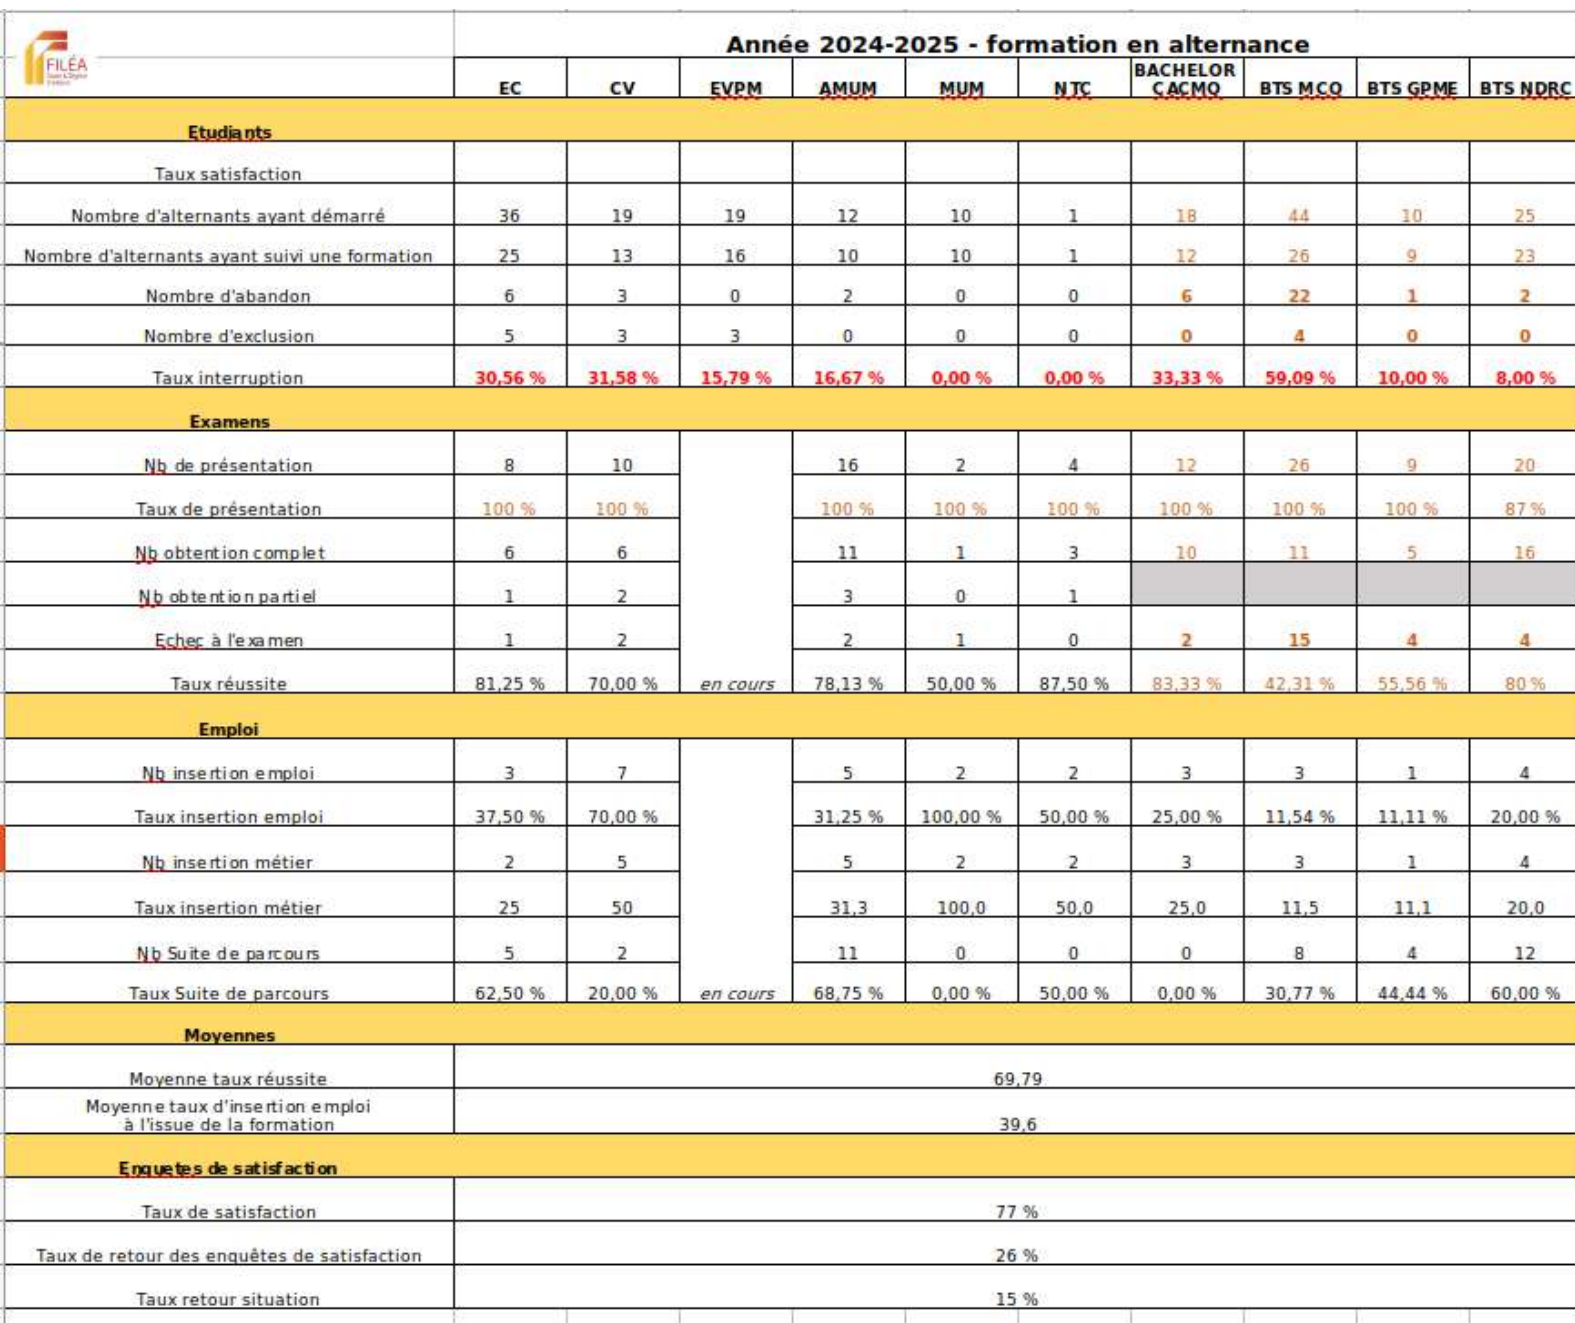 Année 2024-2025 - formation en alternance
FILÉA
EC CV EVPM AMUM MUM NTC BACHELOR CACMO BTS MCO BTS GPME BTS NDRC
Etudiants
Taux satisfaction
Nombre d'alternants ayant démarré 36 19 19 12 10 1 18 44 10 25
Nombre d'alternants ayant suivi une formation 25 13 16 10 10 1 12 26 9 23
Nombre d'abandon 6 3 0 2 0 0 6 22 1 2
Nombre d'exclusion 5 3 3 0 0 0 0 4 0 0
Taux interruption 30,56 % 31,58 % 15,79 % 16,67 % 0,00 % 0,00 % 33,33 % 59,09 % 10,00 % 8,00 %
Examens
Nb de présentation 8 10 16 2 4 12 26 9 20
Taux de présentation 100 % 100 % 100 % 100 % 100 % 100 % 100 % 100 % 87 %
Nb obtention complet 6 6 11 1 3 10 11 5 16
Nb obtention partiel 1 2 3 0 1
Echec à l'examen 1 2 2 1 0 2 15 4 4
Taux réussite 81,25 % 70,00 % en cours 78,13 % 50,00 % 87,50 % 83,33 % 42,31 % 55,56 % 80 %
Emploi
Nb insertion emploi 3 7 5 2 2 3 3 1 4
Taux insertion emploi 37,50 % 70,00 % 31,25 % 100,00 % 50,00 % 25,00 % 11,54 % 11,11 % 20,00 %
Nb insertion métier 2 5 5 2 2 3 3 1 4
Taux insertion métier 25 50 31,3 100,0 50,0 25,0 11,5 11,1 20,0
Nb Suite de parcours 5 2 11 0 0 0 8 4 12
Taux Suite de parcours 62,50 % 20,00 % en cours 68,75 % 0,00 % 50,00 % 0,00 % 30,77 % 44,44 % 60,00 %
Moyennes
Moyenne taux réussite 69,79
Moyenne taux d'insertion emploi
à l'issue de la formation 39,6
Enquetes de satisfaction
Taux de satisfaction 77 %
Taux de retour des enquêtes de satisfaction 26 %
Taux retour situation 15 %